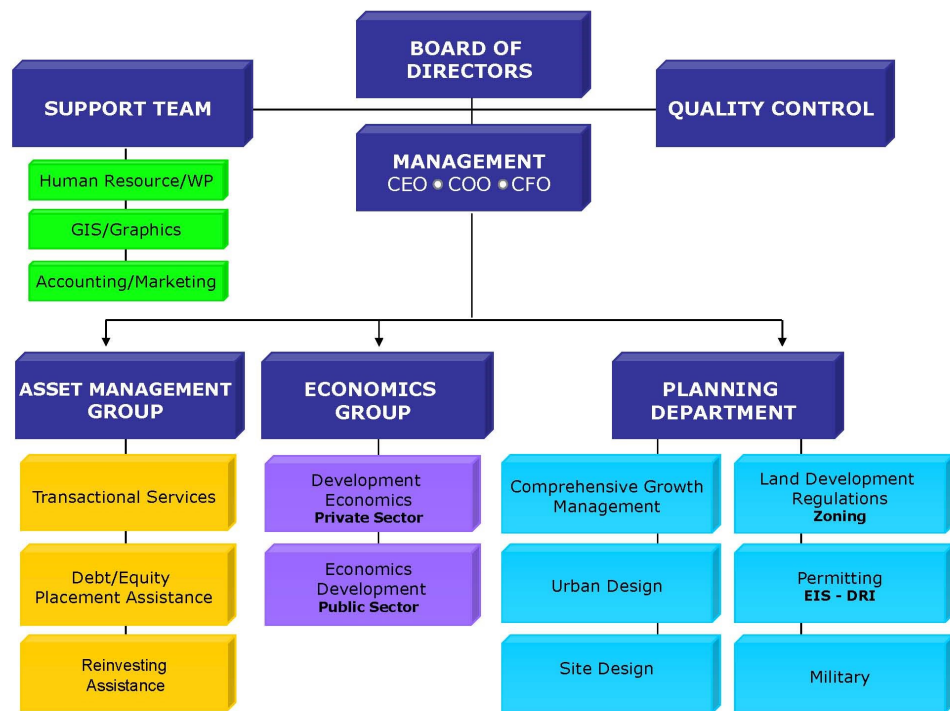 BOARD OF
DIRECTORS
SUPPORT TEAM
QUALITY CONTROL
MANAGEMENT
CEO • COO • CFO
Human Resource/WP
GIS/Graphics
Accounting/Marketing
ASSET MANAGEMENT
GROUP
ECONOMICS
GROUP
PLANNING
DEPARTMENT
Transactional Services
Debt/Equity
Placement Assistance
Reinvesting
Assistance
Development
Economics
Private Sector
Economics
Development
Public Sector
Comprehensive Growth
Management
Urban Design
Site Design
Land Development
Regulations
Zoning
Permitting
EIS - DRI
Military